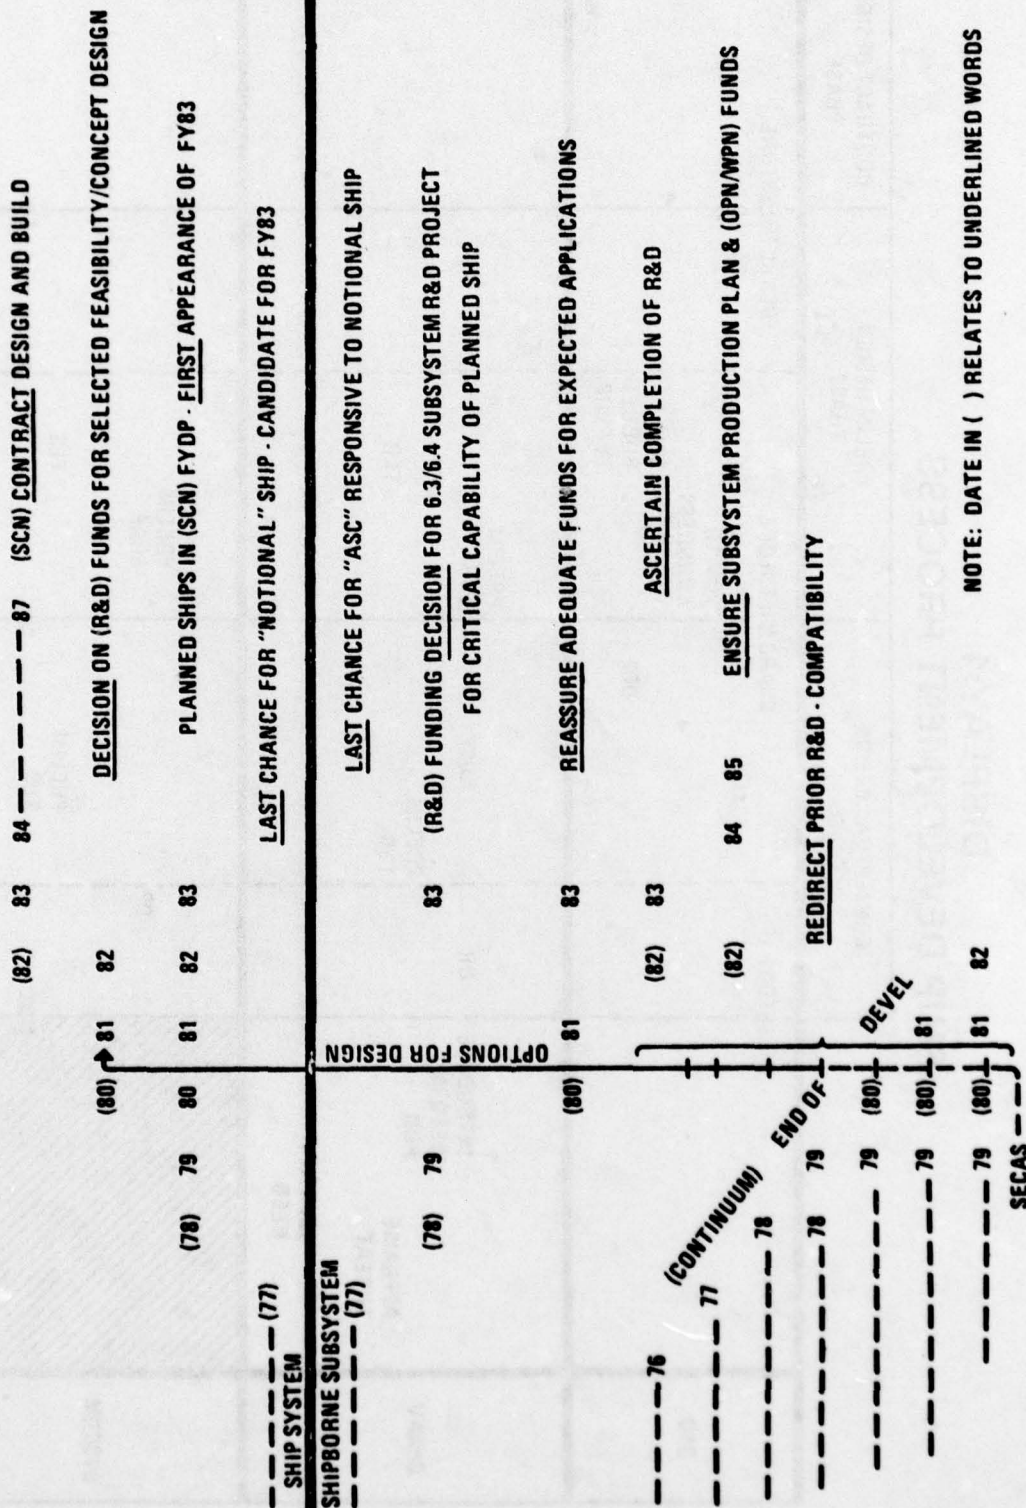 (82) 83 84 — — — — — 87 (SCN) CONTRACT DESIGN AND BUILD
(80) 81 82 DECISION ON (R&D) FUNDS FOR SELECTED FEASIBILITY/CONCEPT DESIGN
(78) 79 80 81 82 83 PLANNED SHIPS IN (SCN) FYDP - FIRST APPEARANCE OF FY83
— — — — — (77) LAST CHANCE FOR "NOTIONAL" SHIP - CANDIDATE FOR FY83
SHIP SYSTEM
SHIPBORNE SUBSYSTEM
OPTIONS FOR DESIGN
— — — — — (77) LAST CHANCE FOR "ASC" RESPONSIVE TO NOTIONAL SHIP
(78) 79 83 (R&D) FUNDING DECISION FOR 6.3/6.4 SUBSYSTEM R&D PROJECT
FOR CRITICAL CAPABILITY OF PLANNED SHIP
(80) 81 83 REASSURE ADEQUATE FUNDS FOR EXPECTED APPLICATIONS
— — — — 76 (82) 83 ASCERTAIN COMPLETION OF R&D
(CONTINUUM)
— — — — — 77 (82) 84 85 ENSURE SUBSYSTEM PRODUCTION PLAN & (OPN/WPN) FUNDS
— — — — — — 78
END OF DEVEL
— — — — — — 78 79 REDIRECT PRIOR R&D - COMPATIBILITY
— — — — — — — 79 (80)
— — — — — — — 79 (80) 81
— — — — — 79 (80) 81 82 NOTE: DATE IN ( ) RELATES TO UNDERLINED WORDS
SECAS — —